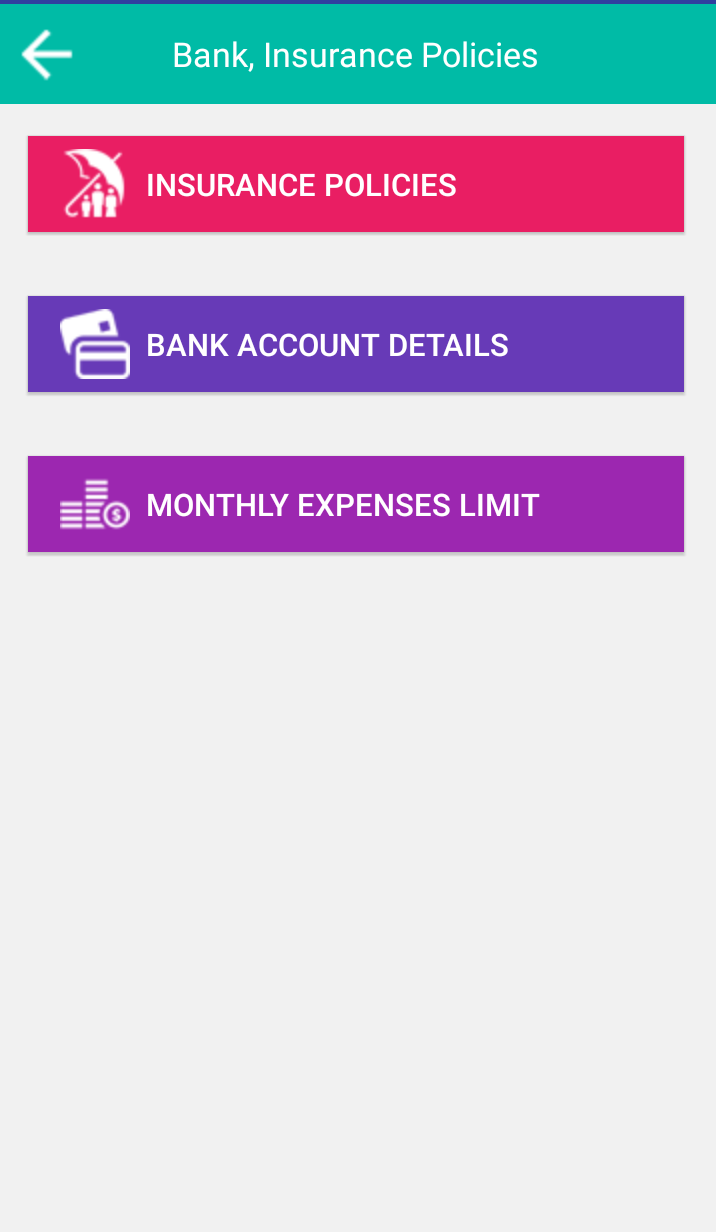 Bank, Insurance Policies
INSURANCE POLICIES
BANK ACCOUNT DETAILS
MONTHLY EXPENSES LIMIT